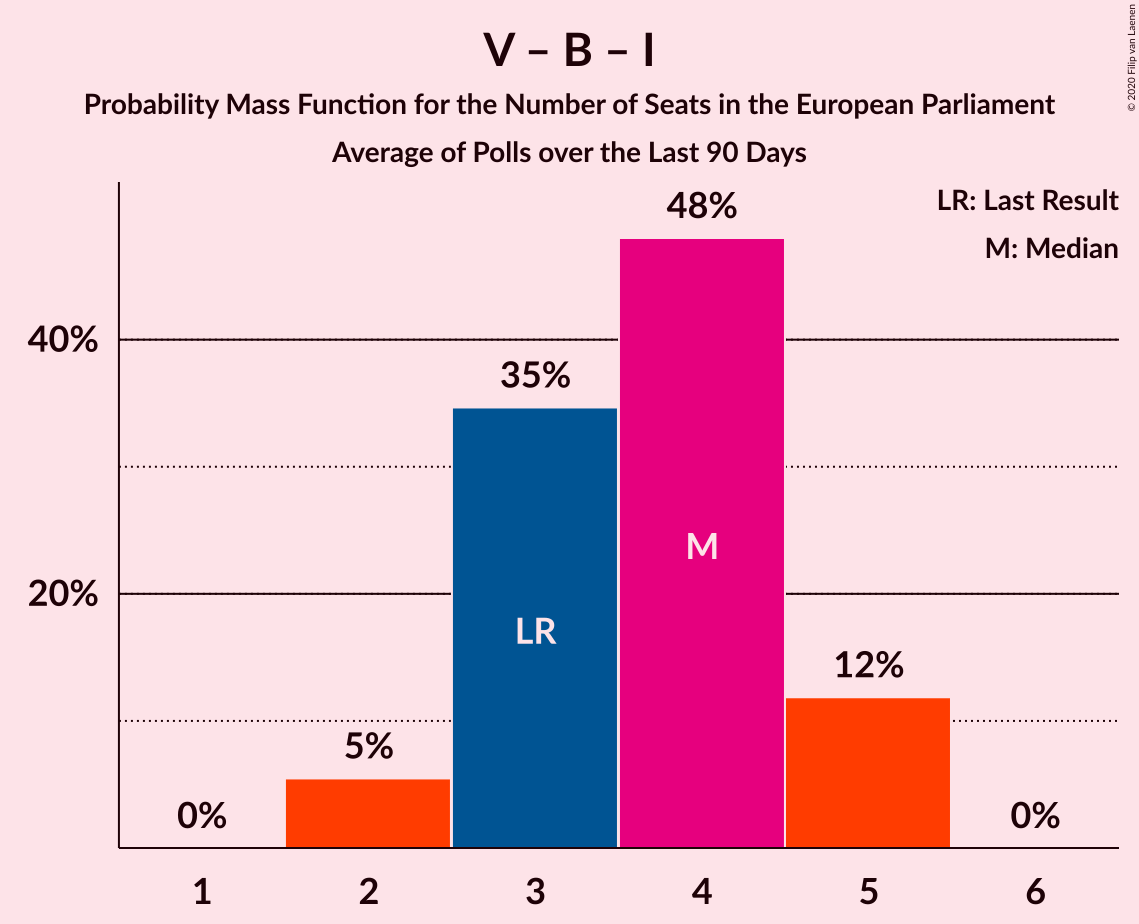 V – B – I
Probability Mass Function for the Number of Seats in the European Parliament
Average of Polls over the Last 90 Days
© 2020 Filip van Laenen
LR: Last Result
M: Median
48%
40%
35%
M
20%
LR
12%
5%
0%
0%
1 2 3 4 5 6